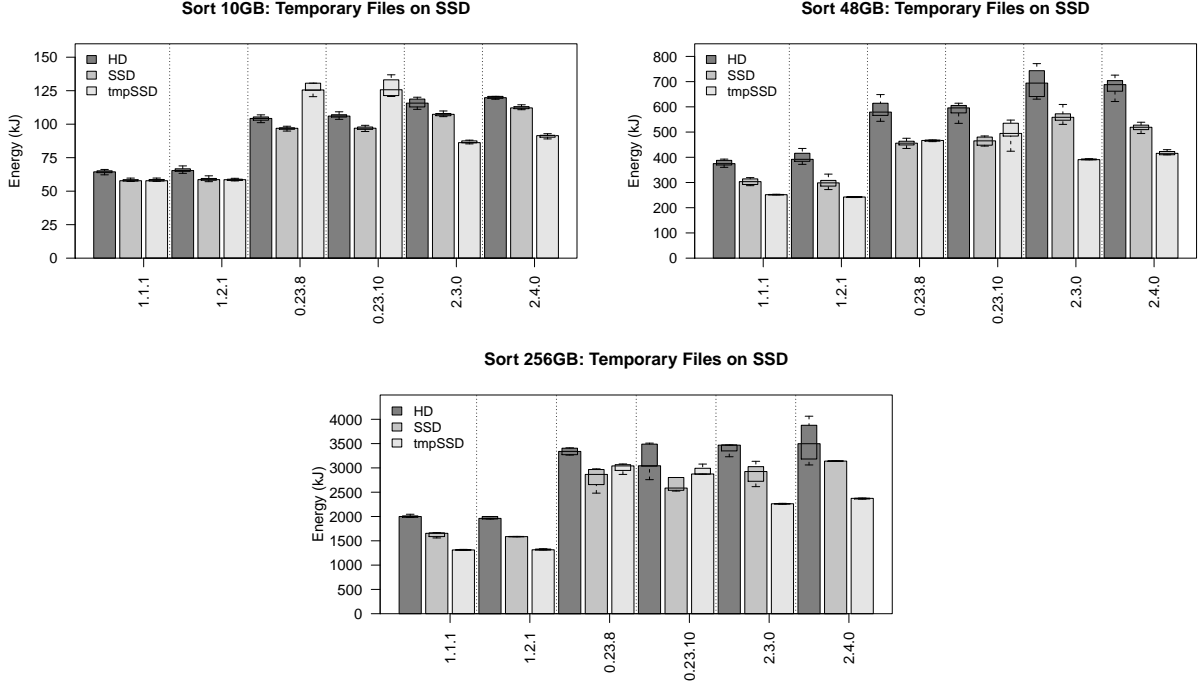 Sort 10GB: Temporary Files on SSD
Energy (kJ)
150
125
100
75
50
25
0
HD
SSD
tmpSSD
1.1.1
1.2.1
0.23.8
0.23.10
2.3.0
2.4.0
Sort 48GB: Temporary Files on SSD
Energy (kJ)
800
700
600
500
400
300
200
100
0
HD
SSD
tmpSSD
1.1.1
1.2.1
0.23.8
0.23.10
2.3.0
2.4.0
Sort 256GB: Temporary Files on SSD
Energy (kJ)
4000
3500
3000
2500
2000
1500
1000
500
0
HD
SSD
tmpSSD
1.1.1
1.2.1
0.23.8
0.23.10
2.3.0
2.4.0